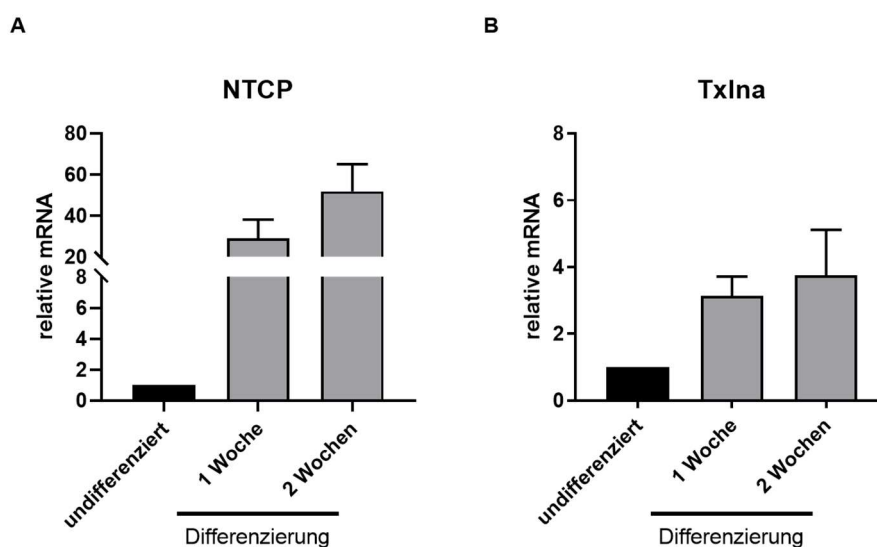 A
NTCP
relative mRNA
80
60
40
20
8
6
4
2
0
undifferenziert
1 Woche
2 Wochen
Differenzierung
B
Txlna
relative mRNA
8
6
4
2
0
undifferenziert
1 Woche
2 Wochen
Differenzierung